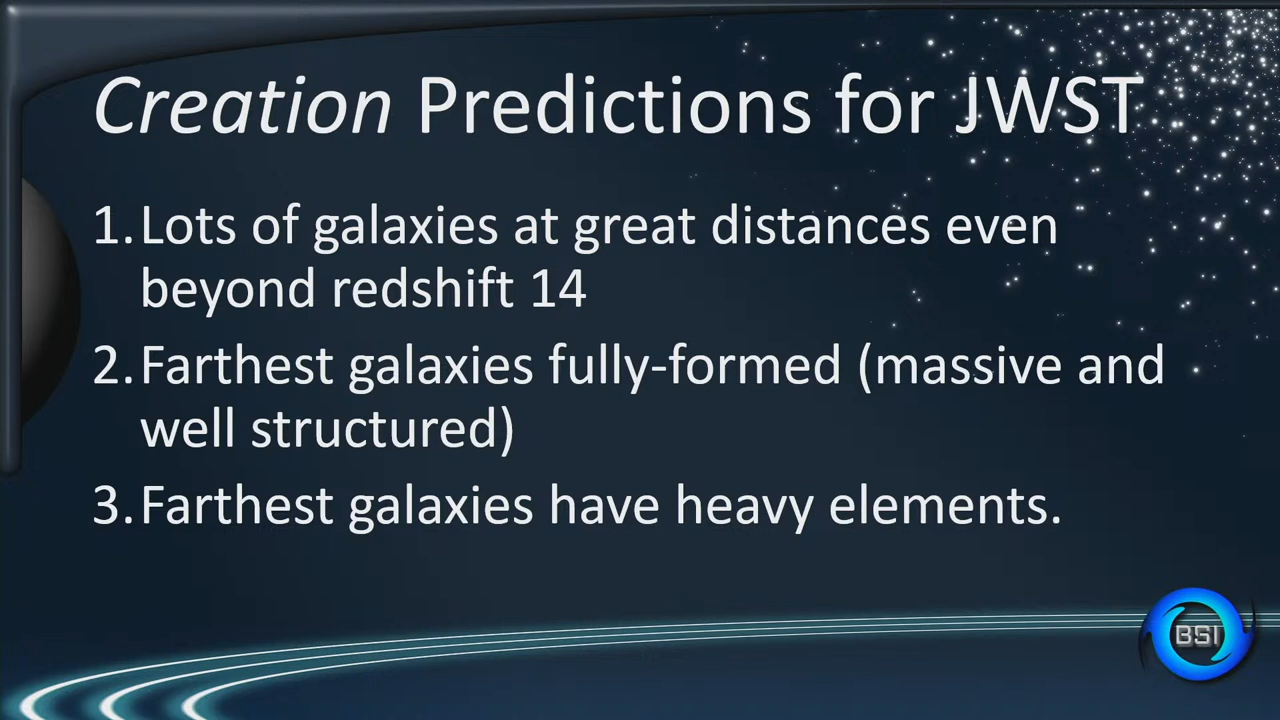 Creation Predictions for JWST
1. Lots of galaxies at great distances even
beyond redshift 14
2. Farthest galaxies fully-formed (massive and
well structured)
3. Farthest galaxies have heavy elements.
BSI